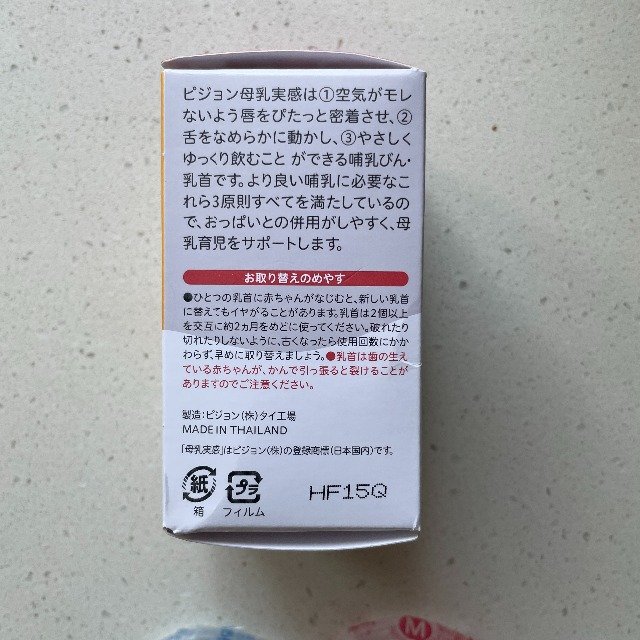 ピジョン母乳実感は①空気がモレ
ないよう唇をぴたっと密着させ、②
舌をなめらかに動かし、③やさしく
ゆっくり飲むこと ができる哺乳びん・
乳首です。より良い哺乳に必要なこ
れら3原則すべてを満たしているの
で、おっぱいとの併用がしやすく、母
乳育児をサポートします。
お取り替えのめやす
●ひとつの乳首に赤ちゃんがなじむと、新しい乳首
に替えてもイヤがることがあります。乳首は2個以上
を交互に約2ヵ月をめどに使ってください。破れたり
切れたりしないように、古くなったら使用回数にかか
わらず、早めに取り替えましょう。●乳首は歯の生え
ている赤ちゃんが、かんで引っ張ると裂けることが
ありますのでご注意ください。
製造:ピジョン(株)タイ工場
MADE IN THAILAND
「母乳実感」はピジョン(株)の登録商標(日本国内)です。
紙 プラ HF15Q
箱 フィルム
M